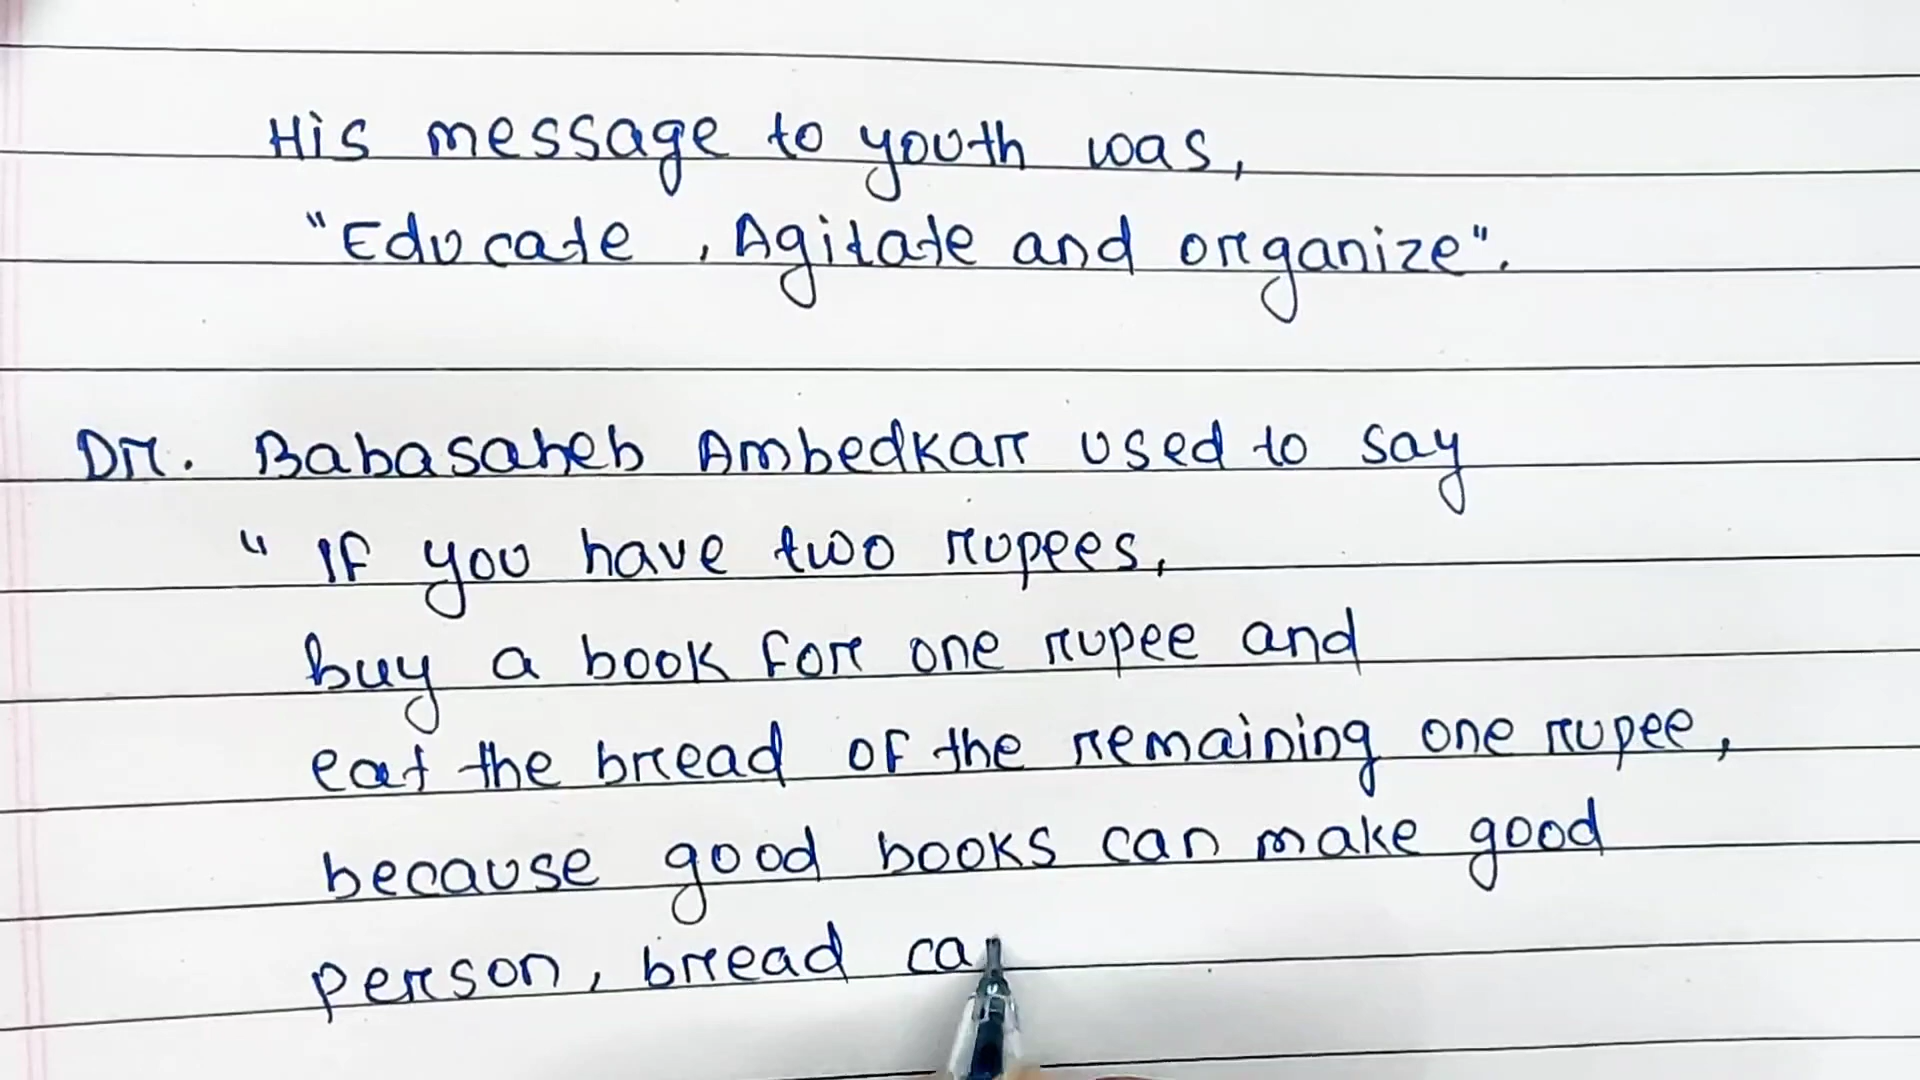 His message to youth was,
"Educate, Agitate and organize".
Dr. Babasaheb Ambedkar used to say
"If you have two rupees,
buy a book for one rupee and
eat the bread of the remaining one rupee,
because good books can make good
person, bread ca